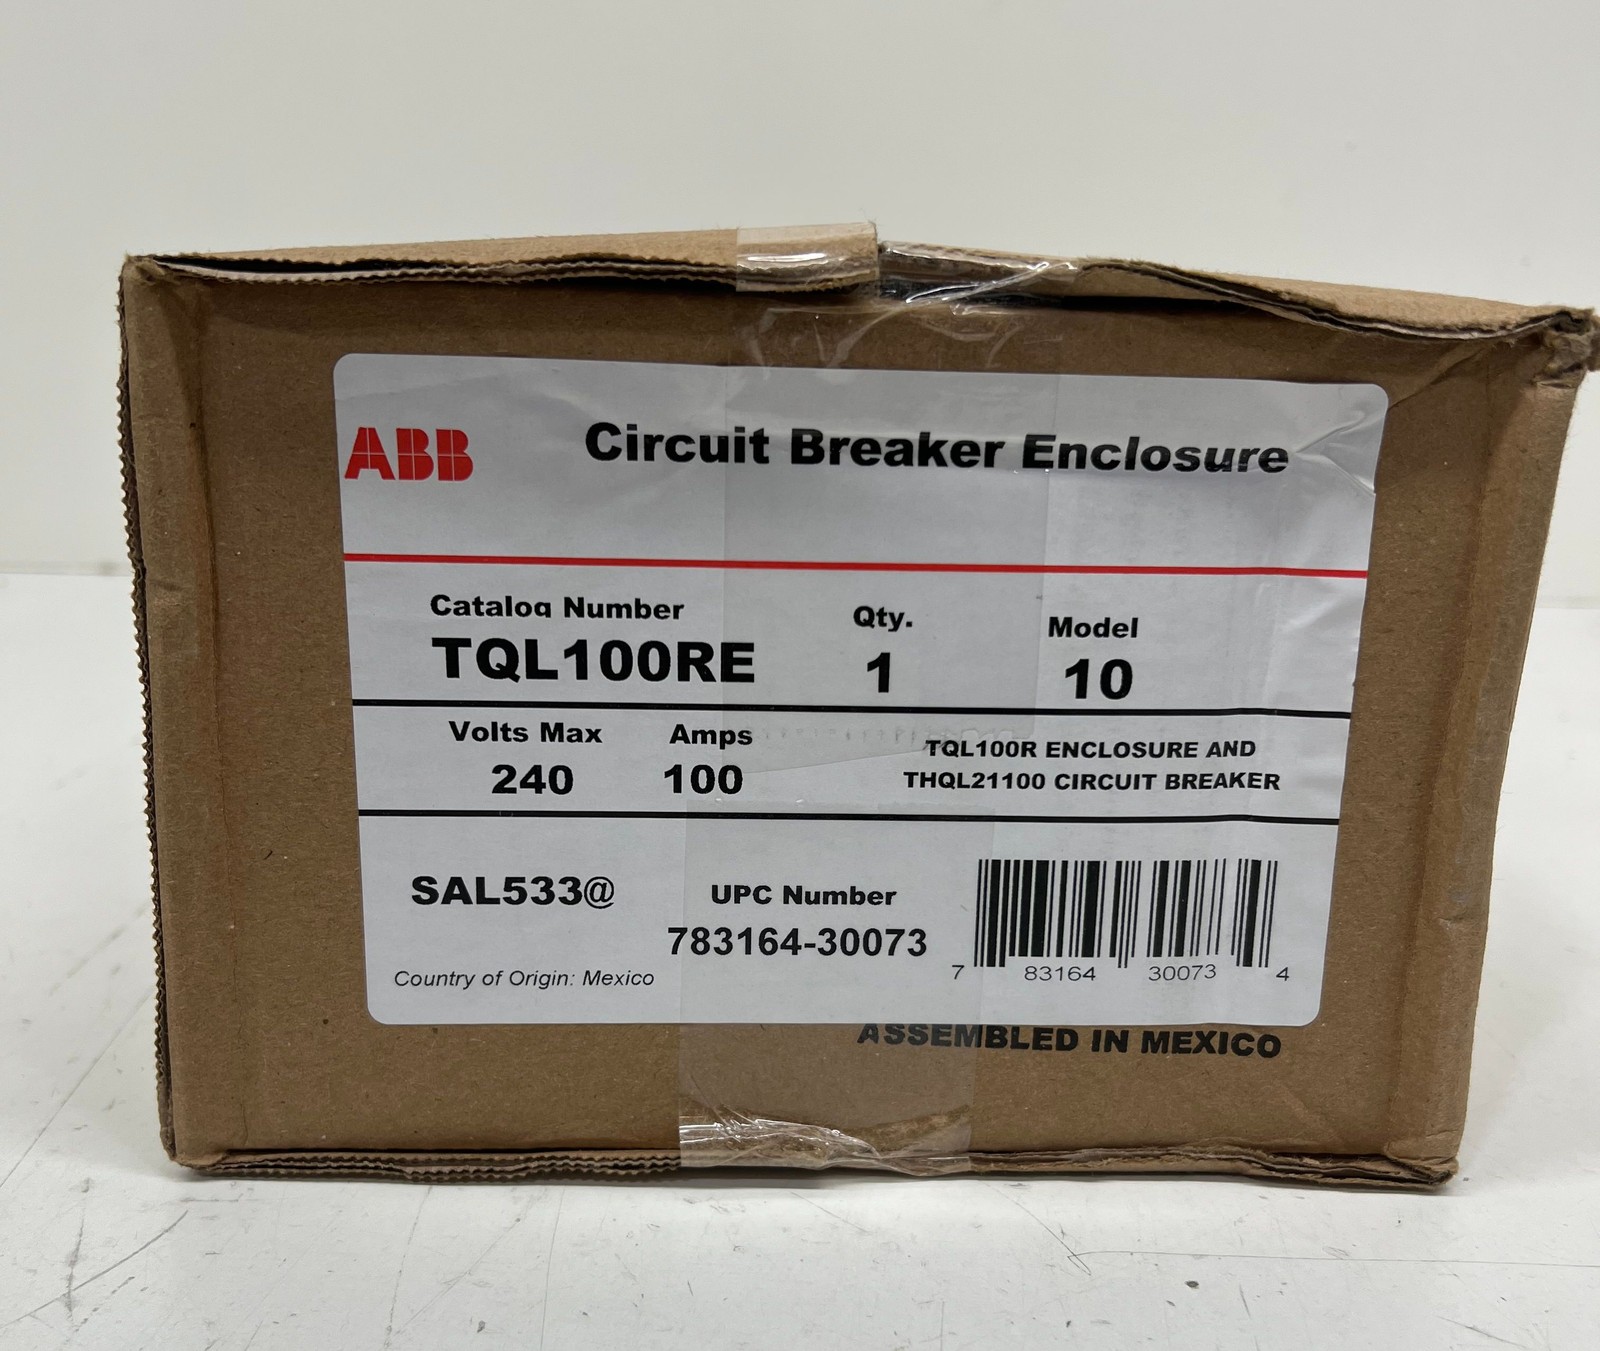 ABB
Circuit Breaker Enclosure
Catalog Number
Qty.
Model
TQL100RE
1
10
Volts Max
Amps
240
100
TQL100R ENCLOSURE AND
THQL21100 CIRCUIT BREAKER
SAL533@
UPC Number
783164-30073
Country of Origin: Mexico
7 83164 30073 4
ASSEMBLED IN MEXICO